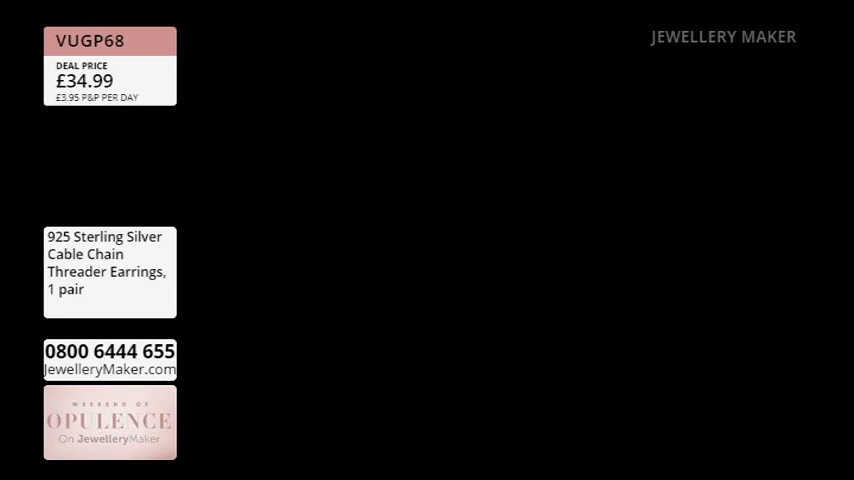 VUGP68
DEAL PRICE
£34.99
£3.95 P&P PER DAY
JEWELLERY MAKER
925 Sterling Silver
Cable Chain
Threader Earrings,
1 pair
0800 6444 655
JewelleryMaker.com
WEEKEND OF
OPULENCE
On JewelleryMaker